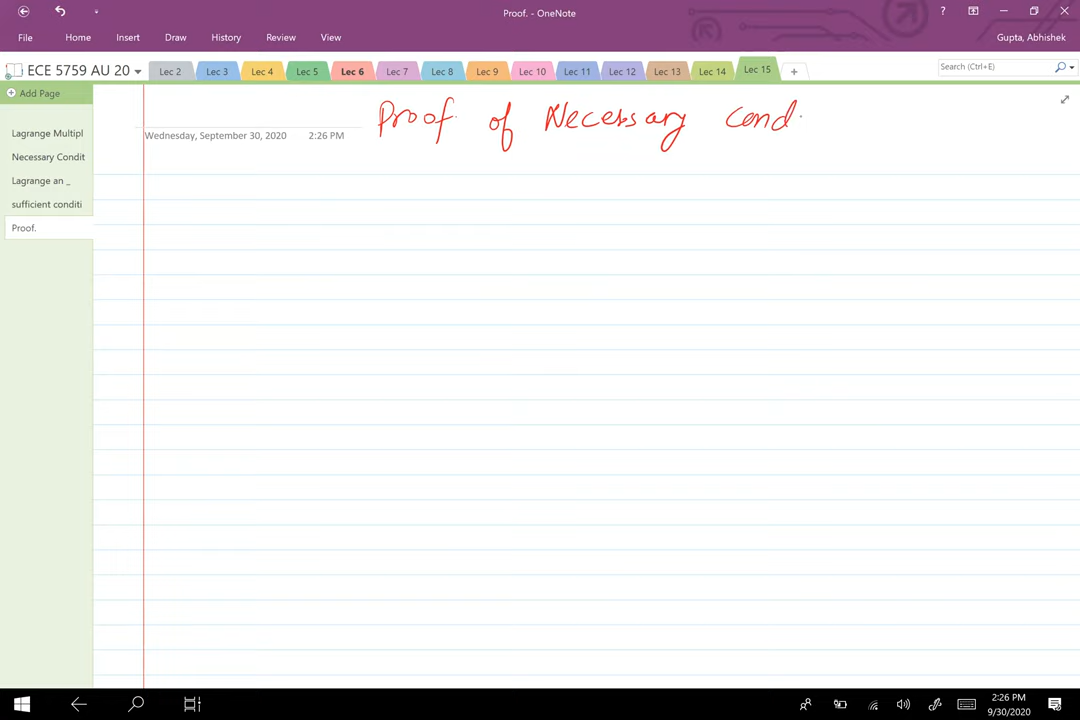 Proof. - OneNote
?
File
Home
Insert
Draw
History
Review
View
Gupta, Abhishek
ECE 5759 AU 20
Lec 2
Lec 3
Lec 4
Lec 5
Lec 6
Lec 7
Lec 8
Lec 9
Lec 10
Lec 11
Lec 12
Lec 13
Lec 14
Lec 15
+
Search (Ctrl+E)
Add Page
Lagrange Multipl
Necessary Condit
Lagrange an _
sufficient conditi
Proof.
Proof. of Necessary cond.
Wednesday, September 30, 2020 2:26 PM
2:26 PM
9/30/2020